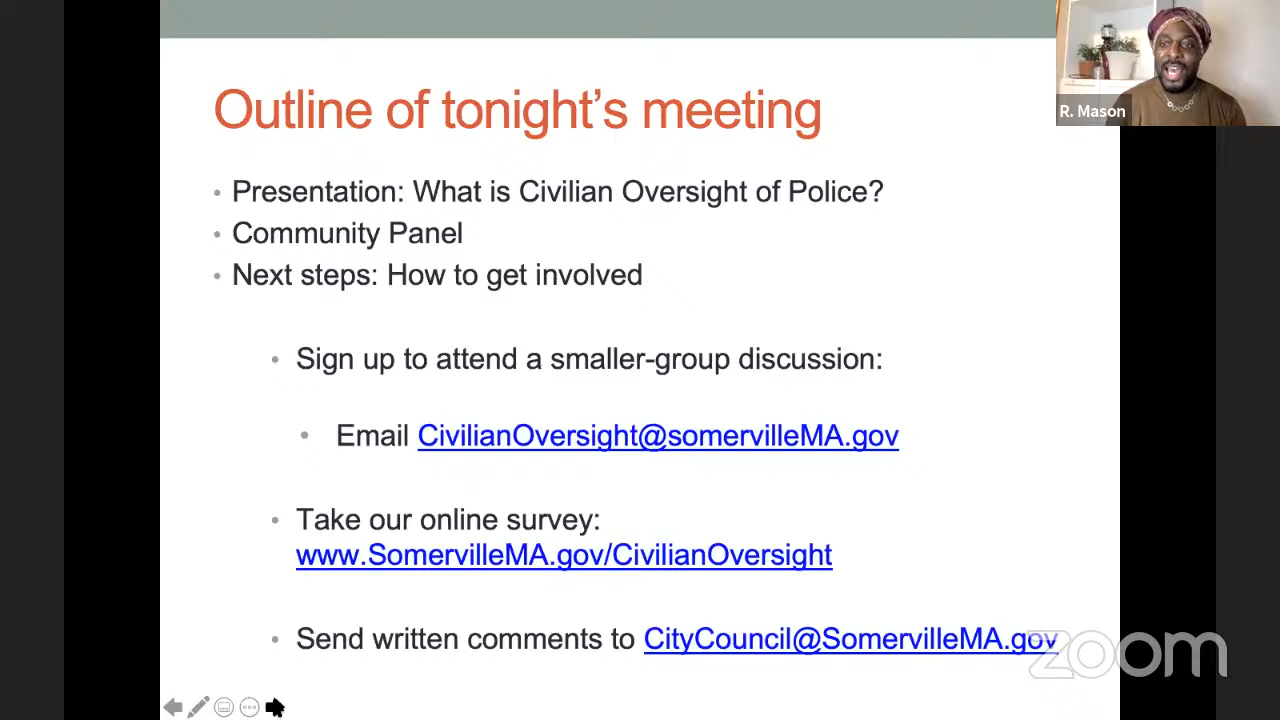 Outline of tonight's meeting
R. Mason
• Presentation: What is Civilian Oversight of Police?
• Community Panel
• Next steps: How to get involved
• Sign up to attend a smaller-group discussion:
• Email CivilianOversight@somervilleMA.gov
• Take our online survey:
www.SomervilleMA.gov/CivilianOversight
• Send written comments to CityCouncil@SomervilleMA.gov
zoom